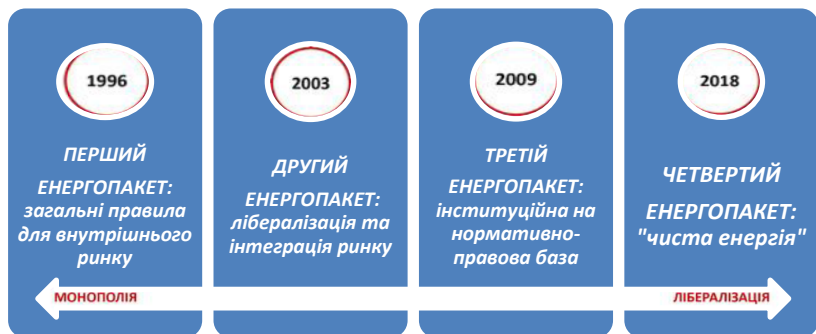 1996
ПЕРШИЙ
ЕНЕРГОПАКЕТ:
загальні правила
для внутрішнього
ринку
2003
ДРУГИЙ
ЕНЕРГОПАКЕТ:
лібералізація та
інтеграція ринку
2009
ТРЕТІЙ
ЕНЕРГОПАКЕТ:
інституційна на
нормативно-
правова база
2018
ЧЕТВЕРТИЙ
ЕНЕРГОПАКЕТ:
"чиста енергія"
МОНОПОЛІЯ
ЛІБЕРАЛІЗАЦІЯ